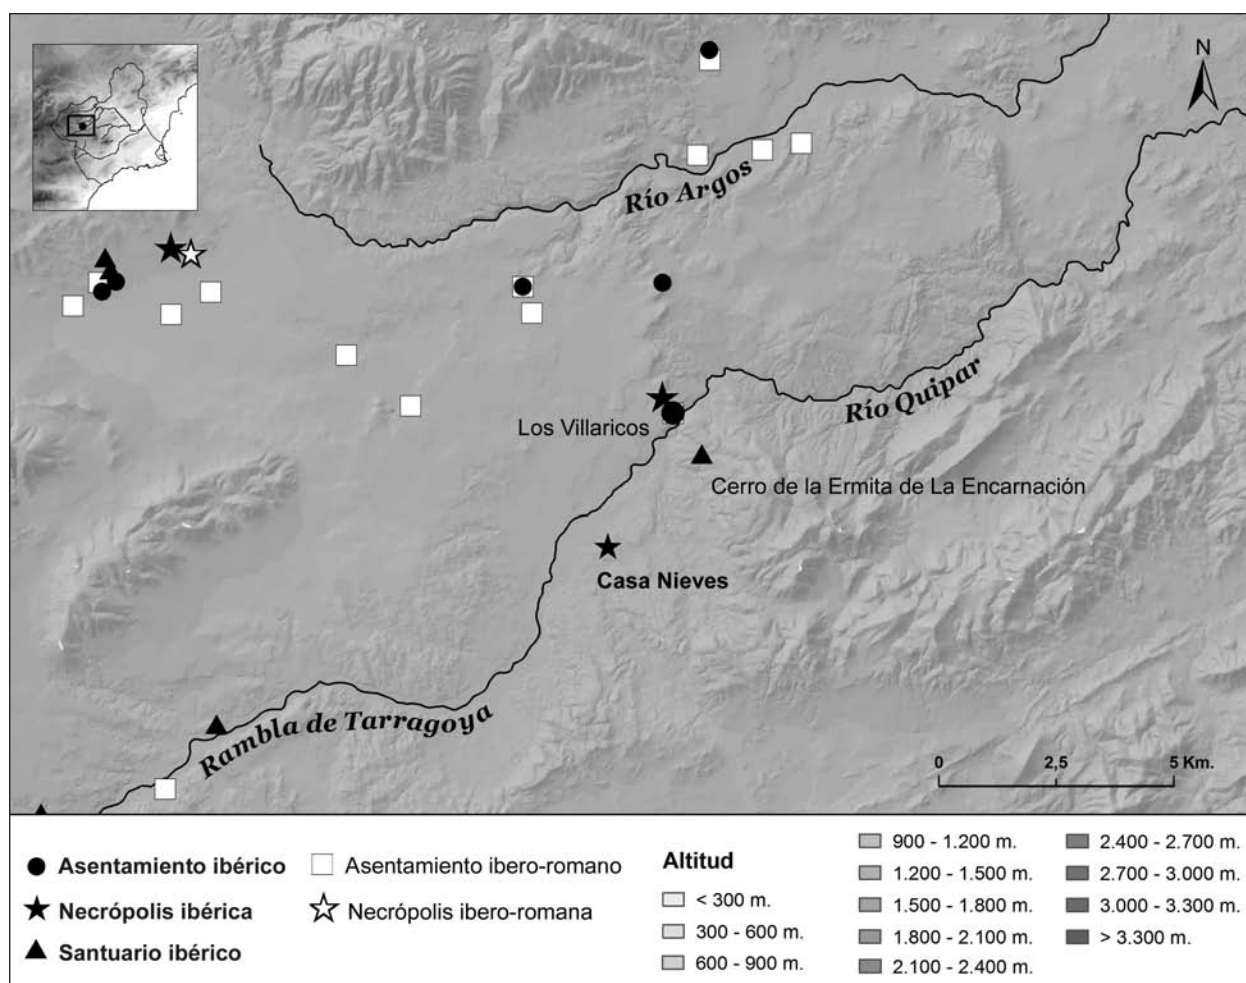 N
Río Argos
Río Quipar
Los Villaricos
Cerro de la Ermita de La Encarnación
Casa Nieves
Rambla de Tarragoya
0 2,5 5 Km.
Asentamiento ibérico
Necrópolis ibérica
Santuario ibérico
Asentamiento ibero-romano
Necrópolis ibero-romana
Altitud
< 300 m.
300 - 600 m.
600 - 900 m.
900 - 1.200 m.
1.200 - 1.500 m.
1.500 - 1.800 m.
1.800 - 2.100 m.
2.100 - 2.400 m.
2.400 - 2.700 m.
2.700 - 3.000 m.
3.000 - 3.300 m.
> 3.300 m.